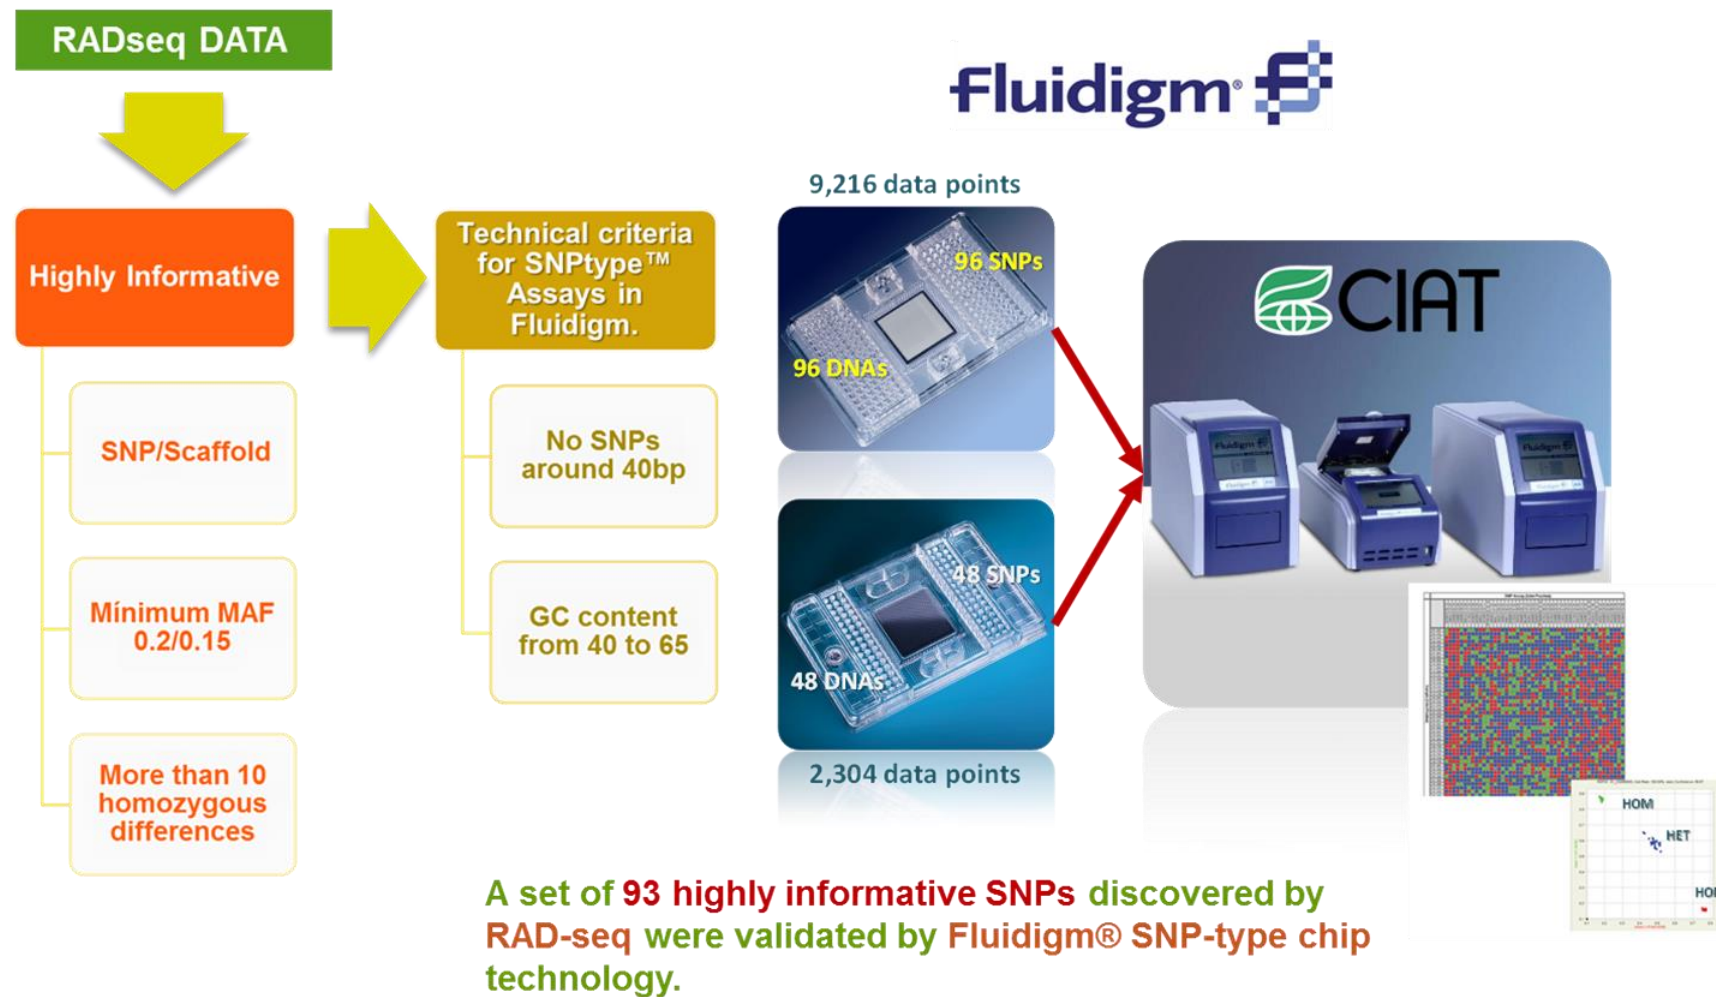 RADseq DATA
Fluidigm®
Highly Informative
SNP/Scaffold
Mínimum MAF
0.2/0.15
More than 10
homozygous
differences
Technical criteria
for SNPtype™
Assays in
Fluidigm.
No SNPs
around 40bp
GC content
from 40 to 65
9,216 data points
96 SNPs
96 DNAs
48 SNPs
48 DNAs
2,304 data points
CIAT
Fluidigm
Fluidigm
HOM
HET
A set of 93 highly informative SNPs discovered by
RAD-seq were validated by Fluidigm® SNP-type chip
technology.